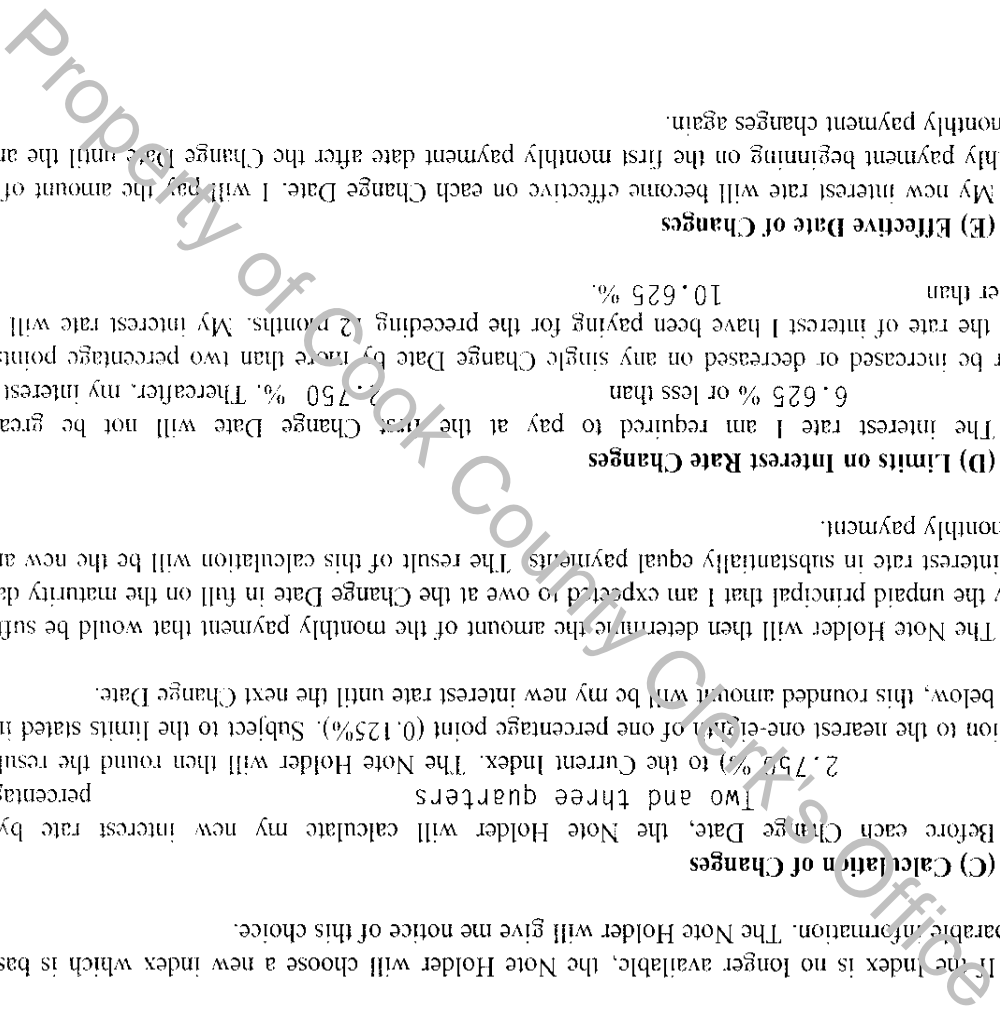 If the Index is no longer available, the Note Holder will choose a new index which is bas
parable information. The Note Holder will give me notice of this choice.
(C) Calculation of Changes
Before each Change Date, the Note Holder will calculate my new interest rate by
Two and three quarters percentage
2.750 %) to the Current Index. The Note Holder will then round the resul
ion to the nearest one-eighth of one percentage point (0.125%). Subject to the limits stated in
below, this rounded amount will be my new interest rate until the next Change Date.
The Note Holder will then determine the amount of the monthly payment that would be suff
y the unpaid principal that I am expected to owe at the Change Date in full on the maturity da
interest rate in substantially equal payments. The result of this calculation will be the new a
nonthly payment.
(D) Limits on Interest Rate Changes
The interest rate I am required to pay at the first Change Date will not be grea
6.625 % or less than 2.750 %. Thereafter, my interest
r be increased or decreased on any single Change Date by more than two percentage points
the rate of interest I have been paying for the preceding 12 months. My interest rate will
er than 10.625 %.
(E) Effective Date of Changes
My new interest rate will become effective on each Change Date. I will pay the amount of
hly payment beginning on the first monthly payment date after the Change Date until the a
nonthly payment changes again.
Property of Cook County Clerk's Office